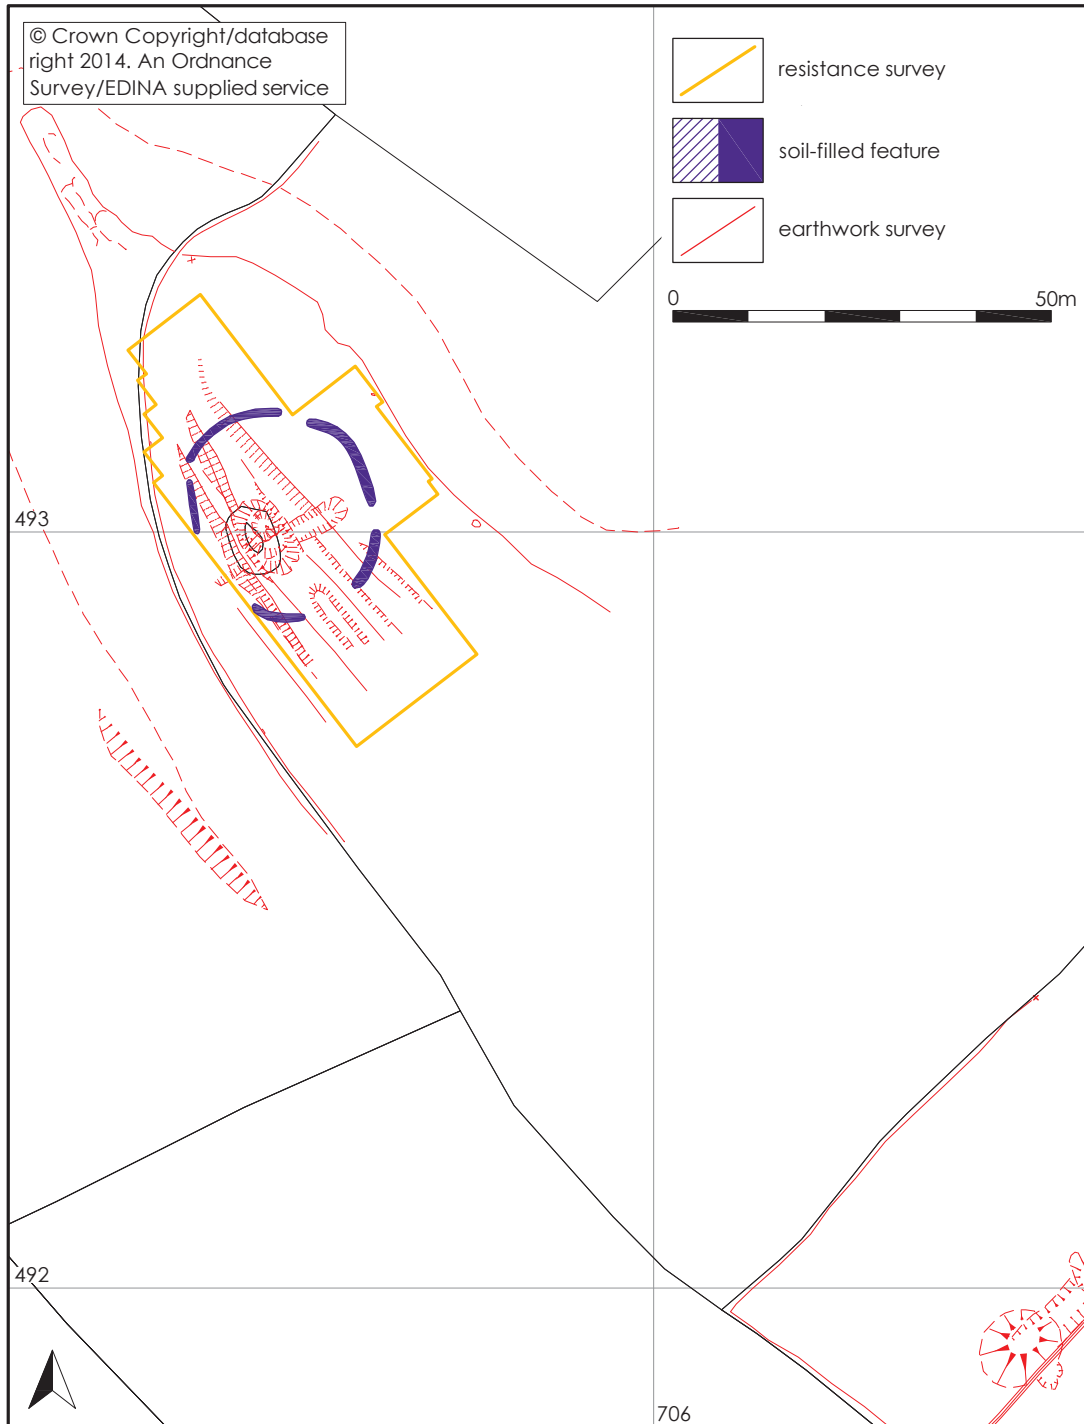 © Crown Copyright/database
right 2014. An Ordnance
Survey/EDINA supplied service
resistance survey
soil-filled feature
earthwork survey
0 50m
493
492
706